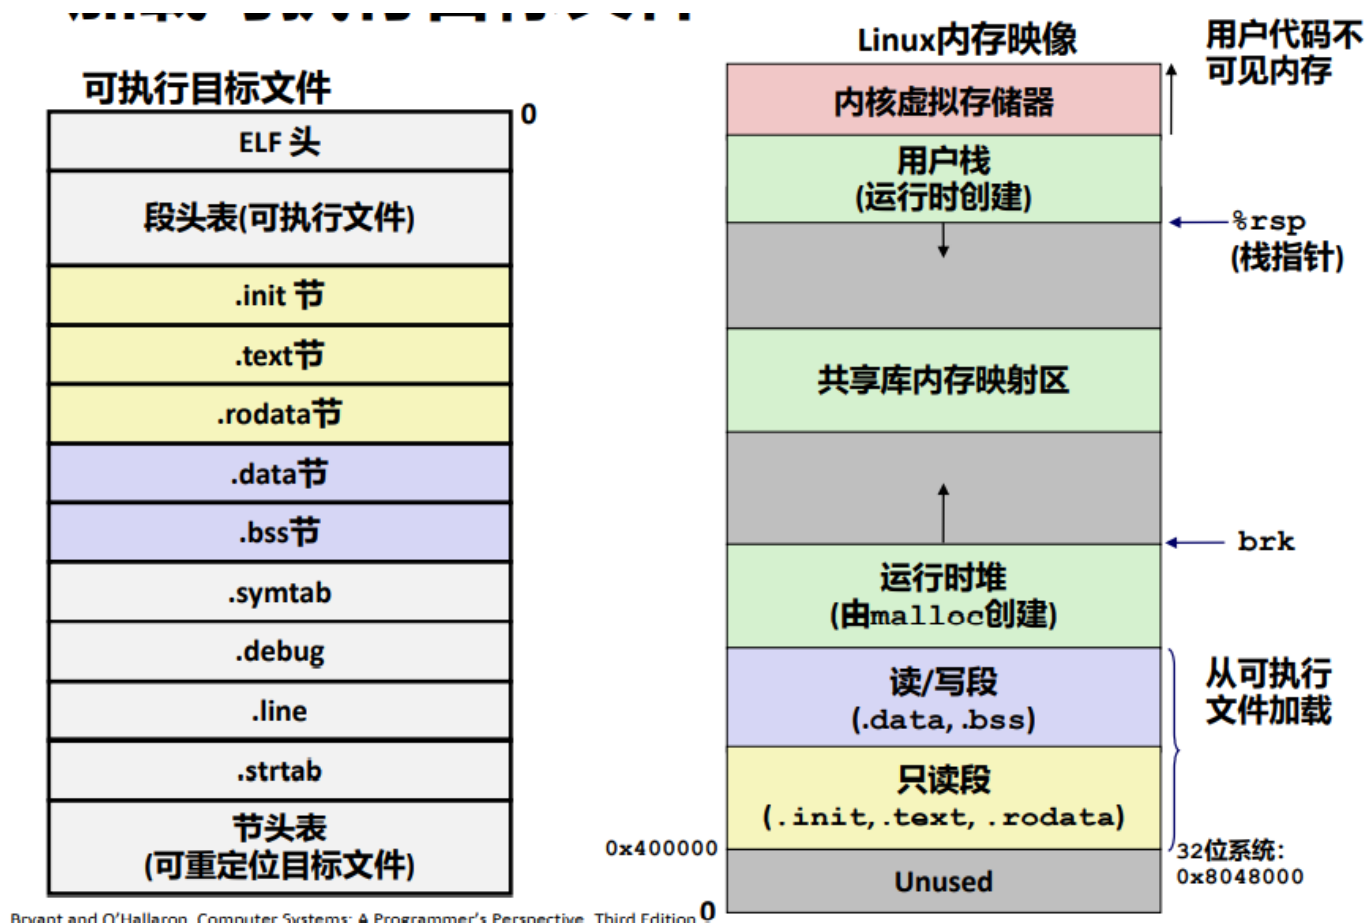 可执行目标文件
0
ELF 头
段头表(可执行文件)
.init 节
.text节
.rodata节
.data节
.bss节
.symtab
.debug
.line
.strtab
节头表
(可重定位目标文件)
Linux内存映像
用户代码不
可见内存
内核虚拟存储器
用户栈
(运行时创建)
%rsp
(栈指针)
共享库内存映射区
brk
运行时堆
(由malloc创建)
读/写段
(.data, .bss)
从可执行
文件加载
只读段
(.init, .text, .rodata)
0x400000
32位系统:
0x8048000
Unused
0
Bryant and O'Hallaron, Computer Systems: A Programmer's Perspective, Third Edition